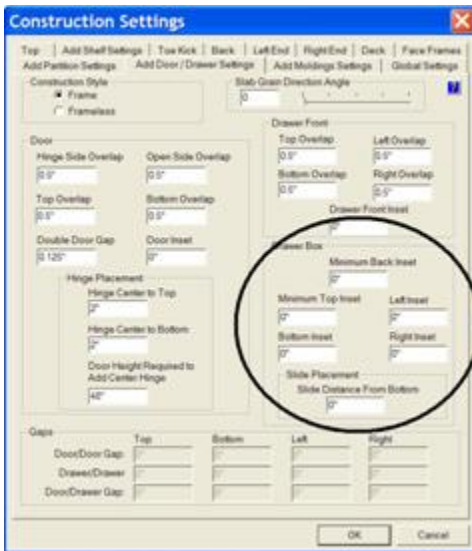 Construction Settings
Top | Add Shelf Settings | Toe Kick | Back | Left End | Right End | Deck | Face Frames
Add Partition Settings | Add Door / Drawer Settings | Add Moldings Settings | Global Settings
Construction Style
Frame
Frameless
Slab Grain Direction Angle
0
?
Door
Hinge Side Overlap Open Side Overlap
0.5" 0.5"
Top Overlap Bottom Overlap
0.5" 0.5"
Double Door Gap Door Inset
0.125" 0"
Hinge Placement
Hinge Center to Top
2"
Hinge Center to Bottom
2"
Door Height Required to
Add Center Hinge
48"
Drawer Front
Top Overlap Left Overlap
0.5" 0.5"
Bottom Overlap Right Overlap
0.5" 0.5"
Drawer Front Inset
0"
Drawer Box
Minimum Back Inset
0"
Minimum Top Inset Left Inset
0" 0"
Bottom Inset Right Inset
0" 0"
Slide Placement
Slide Distance From Bottom
0"
Gaps
Top Bottom Left Right
Door/Door Gap:
Drawer/Drawer
Door/Drawer Gap:
OK Cancel